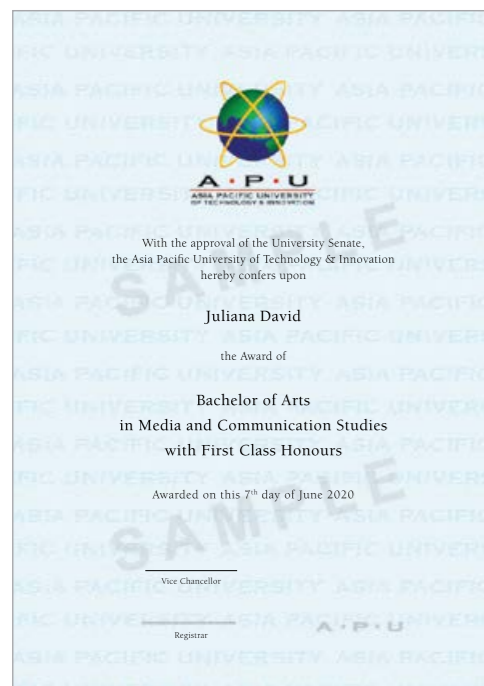 A · P · U
ASIA PACIFIC UNIVERSITY
OF TECHNOLOGY & INNOVATION
With the approval of the University Senate,
the Asia Pacific University of Technology & Innovation
hereby confers upon
Juliana David
the Award of
Bachelor of Arts
in Media and Communication Studies
with First Class Honours
Awarded on this 7th day of June 2020
SAMPLE
SAMPLE
Vice Chancellor
Registrar
A · P · U